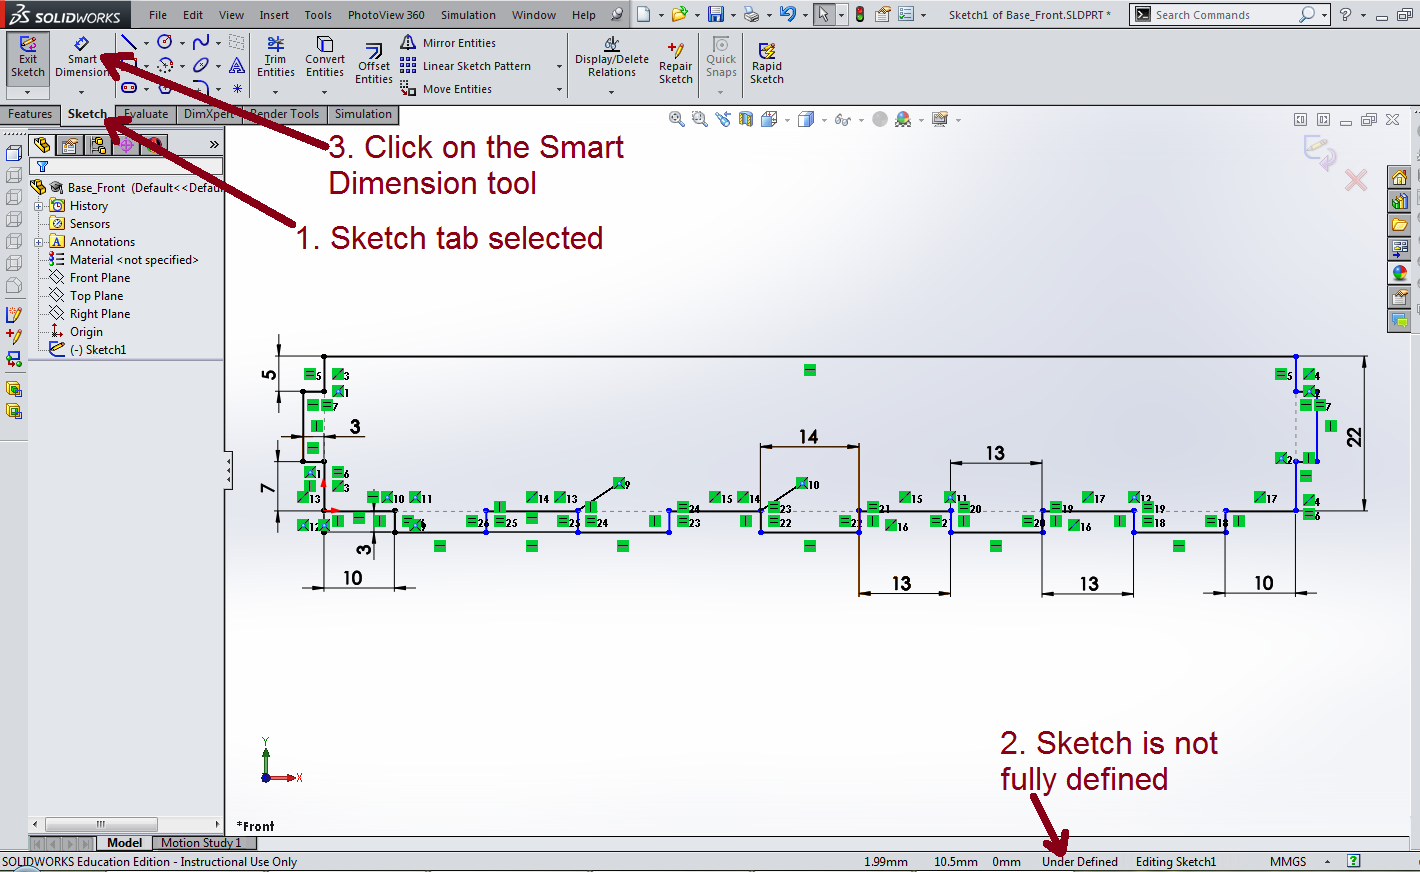 SOLIDWORKS
File Edit View Insert Tools PhotoView 360 Simulation Window Help
Sketch1 of Base_Front.SLDPRT *
Search Commands
Exit Sketch
Smart Dimension
Trim Entities
Convert Entities
Offset Entities
Mirror Entities
Linear Sketch Pattern
Move Entities
Display/Delete Relations
Repair Sketch
Quick Snaps
Rapid Sketch
Features Sketch Evaluate DimXpert Render Tools Simulation
3. Click on the Smart
Dimension tool
1. Sketch tab selected
Base_Front (Default<<Defau
History
Sensors
Annotations
Material <not specified>
Front Plane
Top Plane
Right Plane
Origin
(-) Sketch1
5
3
7
3
10
14
13
13
13
10
22
2. Sketch is not
fully defined
Y
X
*Front
Model Motion Study 1
SOLIDWORKS Education Edition - Instructional Use Only
1.99mm 10.5mm 0mm Under Defined Editing Sketch1 MMGS